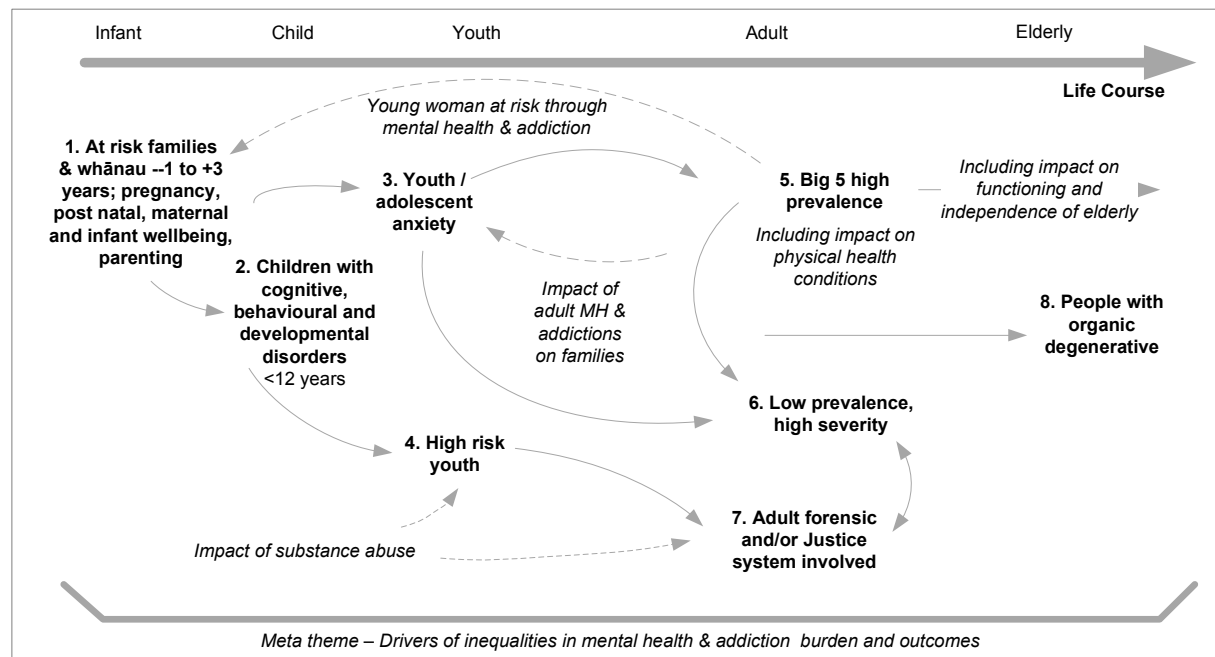 Infant
Child
Youth
Adult
Elderly
Life Course
Young woman at risk through
mental health & addiction
1. At risk families
& whānau --1 to +3
years; pregnancy,
post natal, maternal
and infant wellbeing,
parenting
3. Youth /
adolescent
anxiety
5. Big 5 high
prevalence
Including impact on
physical health
conditions
Including impact on
functioning and
independence of elderly
2. Children with
cognitive,
behavioural and
developmental
disorders
<12 years
Impact of
adult MH &
addictions
on families
8. People with
organic
degenerative
6. Low prevalence,
high severity
4. High risk
youth
7. Adult forensic
and/or Justice
system involved
Impact of substance abuse
Meta theme – Drivers of inequalities in mental health & addiction burden and outcomes